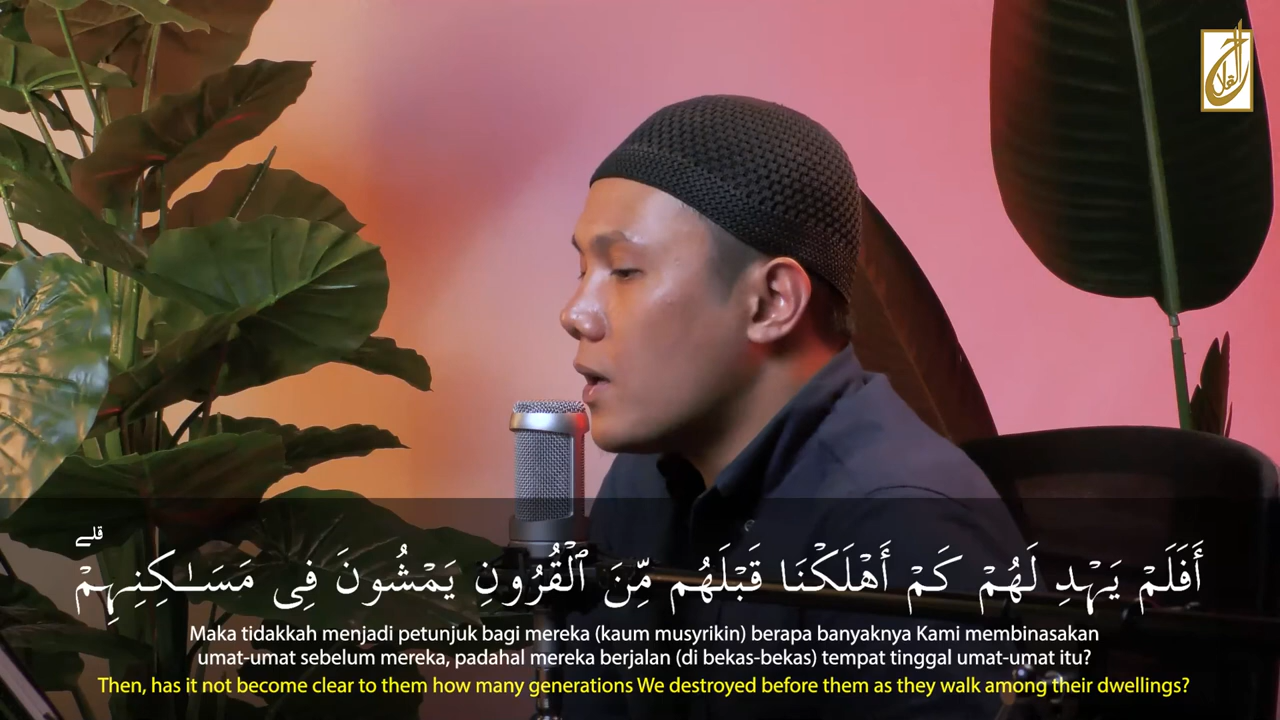 العلا
أَفَلَمْ يَهْدِ لَهُمْ كَمْ أَهْلَكْنَا قَبْلَهُم مِّنَ ٱلْقُرُونِ يَمْشُونَ فِى مَسَـٰكِنِهِمْ ۗ
Maka tidakkah menjadi petunjuk bagi mereka (kaum musyrikin) berapa banyaknya Kami membinasakan
umat-umat sebelum mereka, padahal mereka berjalan (di bekas-bekas) tempat tinggal umat-umat itu?
Then, has it not become clear to them how many generations We destroyed before them as they walk among their dwellings?